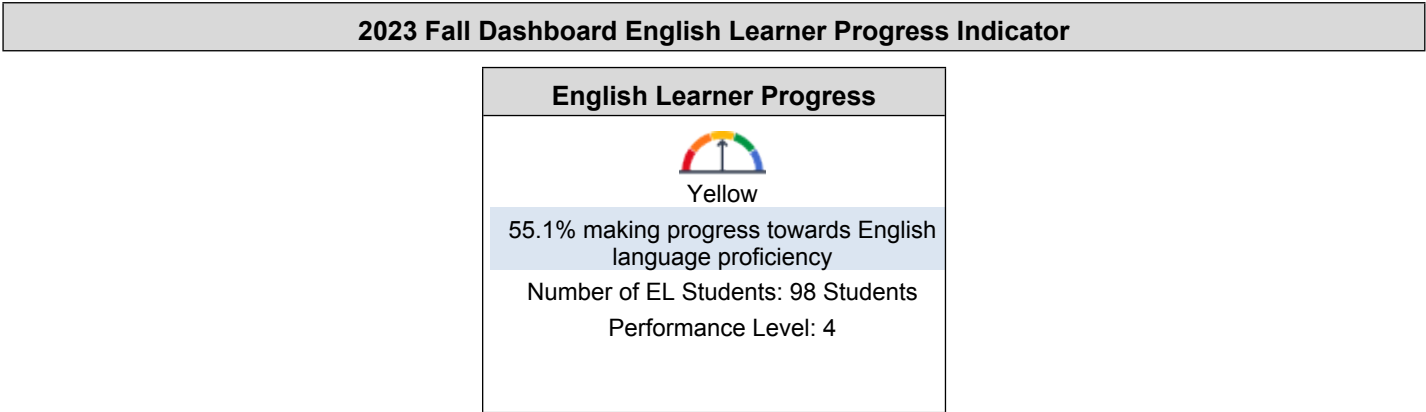 2023 Fall Dashboard English Learner Progress Indicator
English Learner Progress
Yellow
55.1% making progress towards English
language proficiency
Number of EL Students: 98 Students
Performance Level: 4